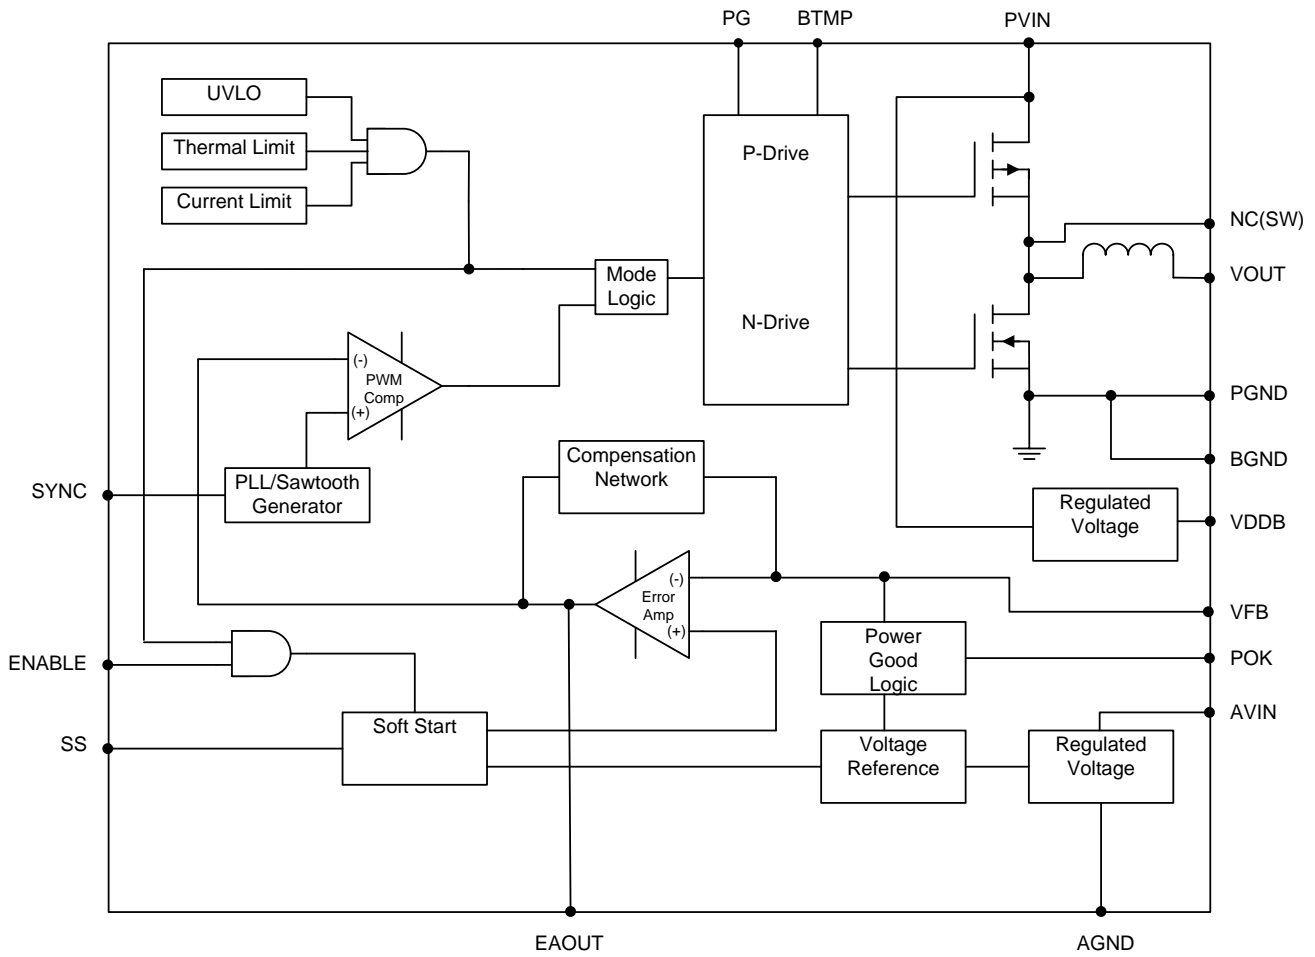 PG
BTMP
PVIN
UVLO
Thermal Limit
Current Limit
P-Drive
N-Drive
NC(SW)
VOUT
Mode
Logic
(-)
PWM
Comp
(+)
PGND
BGND
SYNC
PLL/Sawtooth
Generator
Compensation
Network
Regulated
Voltage
VDDB
(-)
Error
Amp
(+)
VFB
Power
Good
Logic
POK
ENABLE
AVIN
SS
Soft Start
Voltage
Reference
Regulated
Voltage
EAOUT
AGND